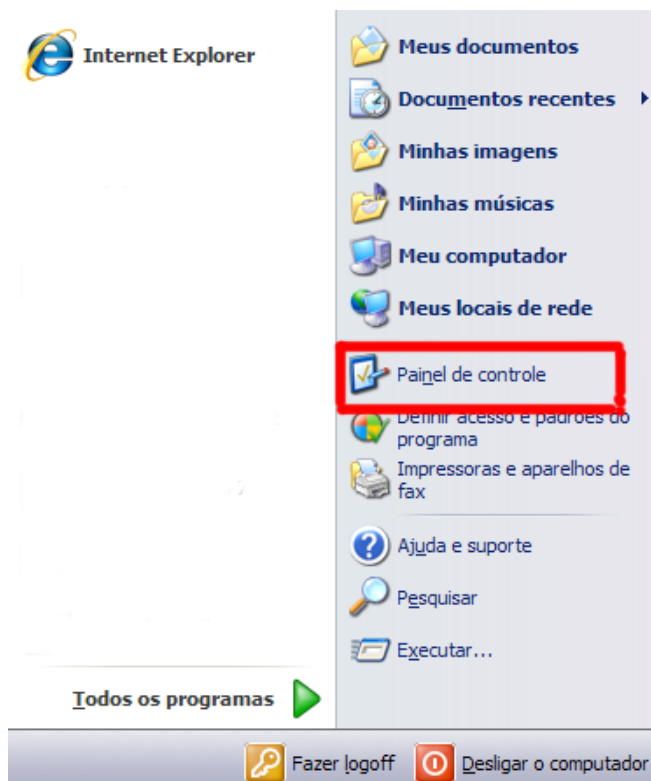 Internet Explorer
Meus documentos
Documentos recentes
Minhas imagens
Minhas músicas
Meu computador
Meus locais de rede
Painel de controle
Definir acesso e padrões do
programa
Impressoras e aparelhos de
fax
Ajuda e suporte
Pesquisar
Executar...
Todos os programas
Fazer logoff
Desligar o computador